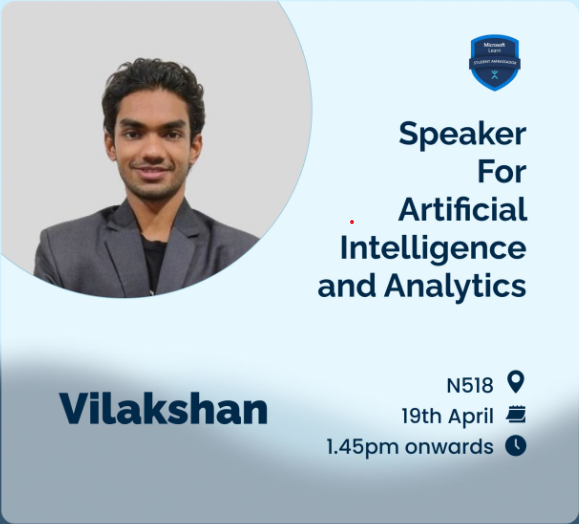 Microsoft
Learn
STUDENT AMBASSADOR
Speaker
For
Artificial
Intelligence
and Analytics
Vilakshan
N518
19th April
1.45pm onwards